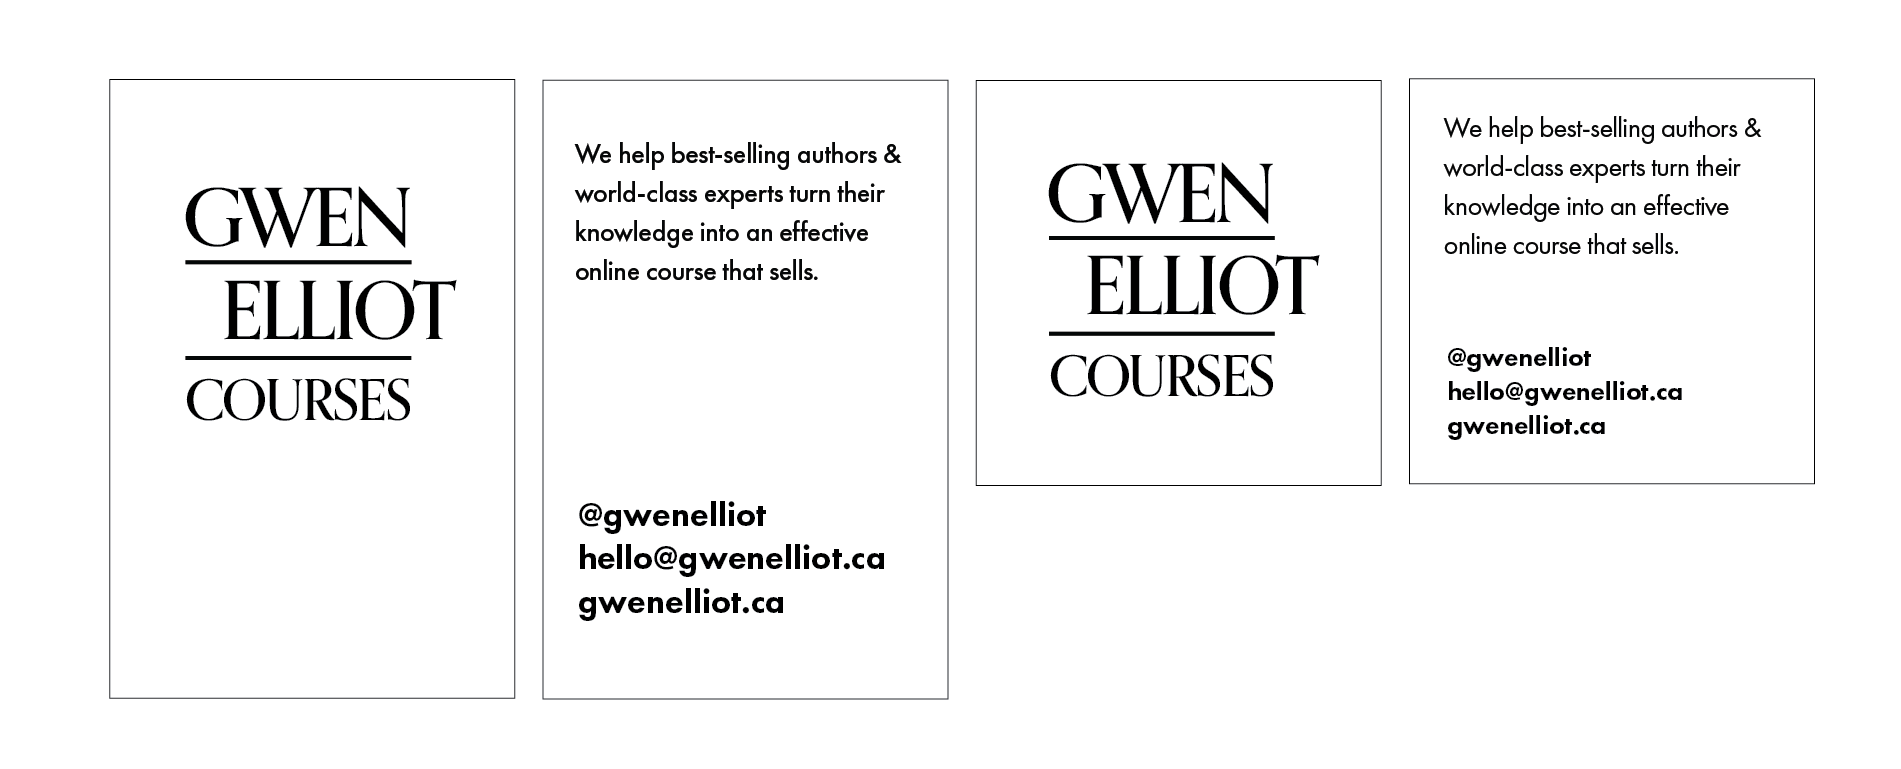 GWEN
ELLIOT
COURSES
We help best-selling authors &
world-class experts turn their
knowledge into an effective
online course that sells.
@gwenelliot
hello@gwenelliot.ca
gwenelliot.ca
GWEN
ELLIOT
COURSES
We help best-selling authors &
world-class experts turn their
knowledge into an effective
online course that sells.
@gwenelliot
hello@gwenelliot.ca
gwenelliot.ca